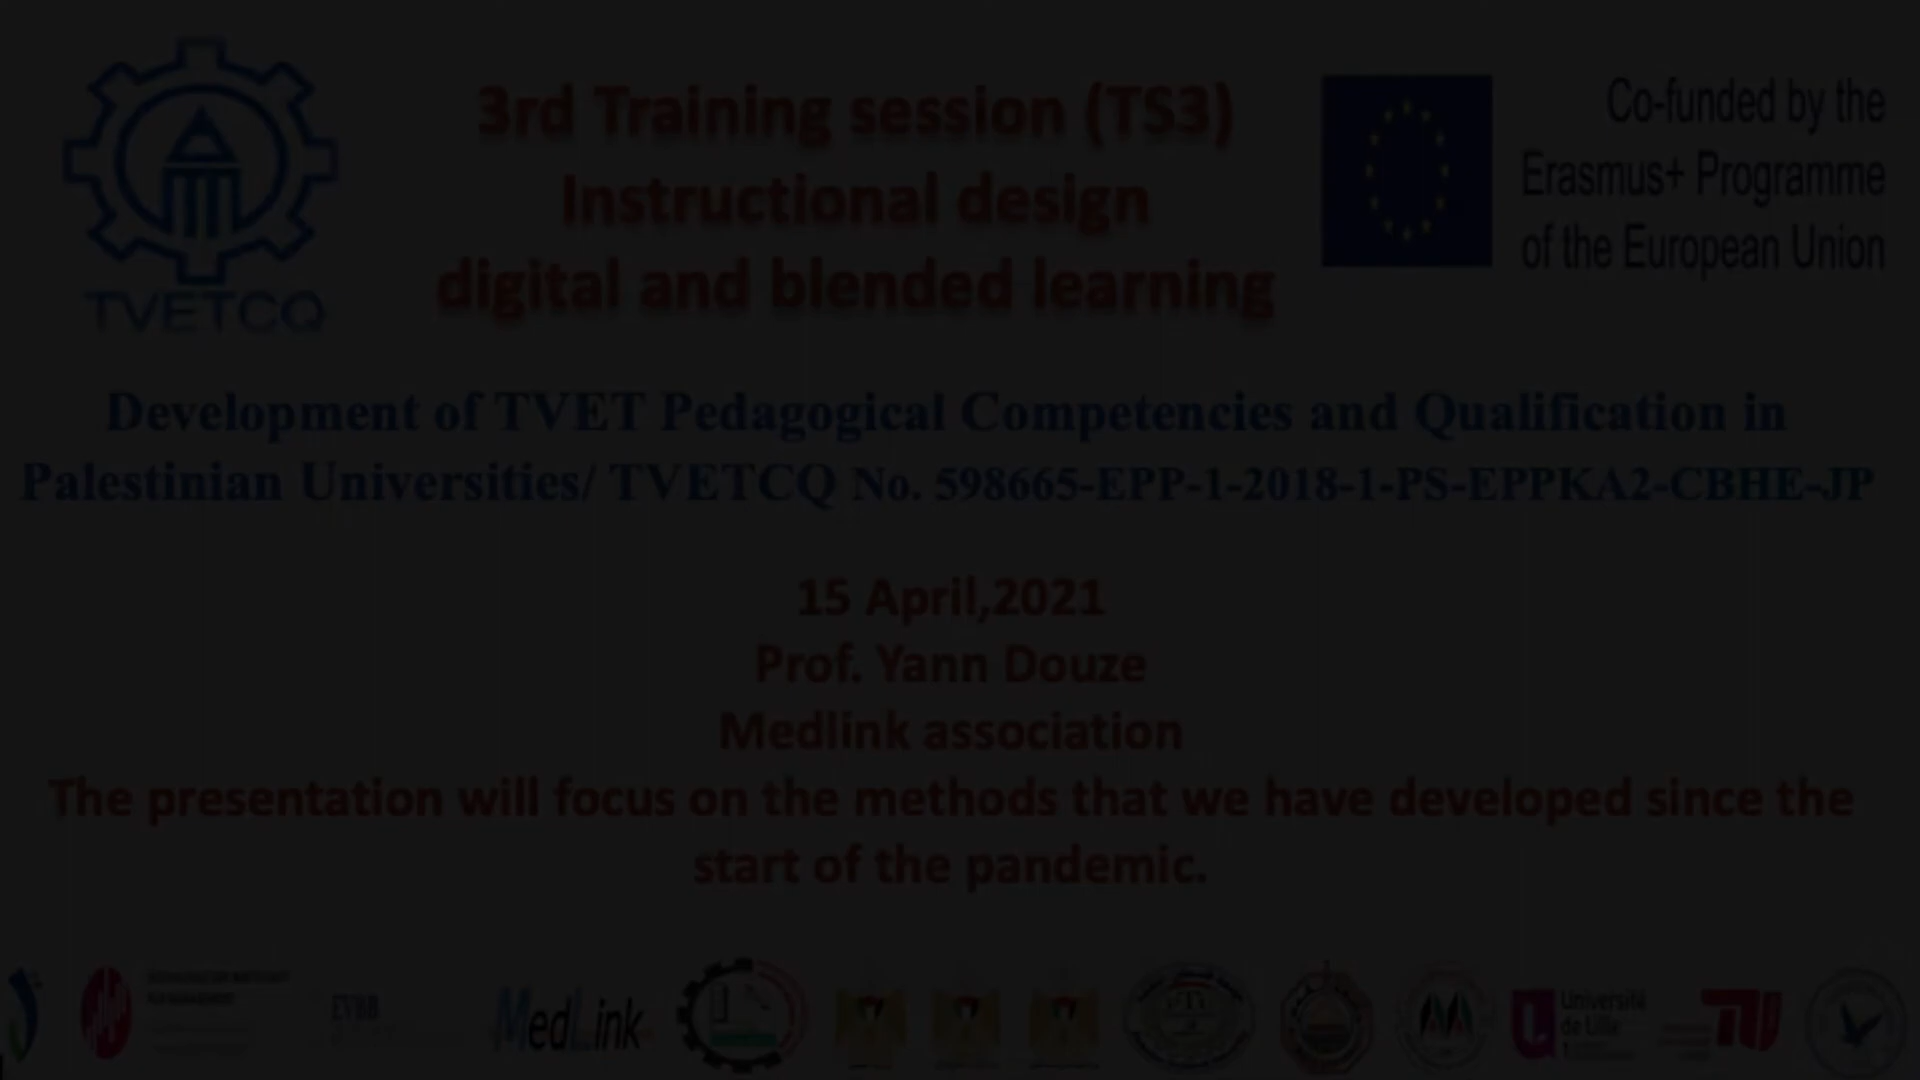 3rd Training session (TS3)
Instructional design
digital and blended learning
TVETCQ
Co-funded by the
Erasmus+ Programme
of the European Union
Development of TVET Pedagogical Competencies and Qualification in
Palestinian Universities/ TVETCQ No. 598665-EPP-1-2018-1-PS-EPPKA2-CBHE-JP
15 April,2021
Prof. Yann Douze
Medlink association
The presentation will focus on the methods that we have developed since the
start of the pandemic.
EVBB
MedLink
Université
de Lille